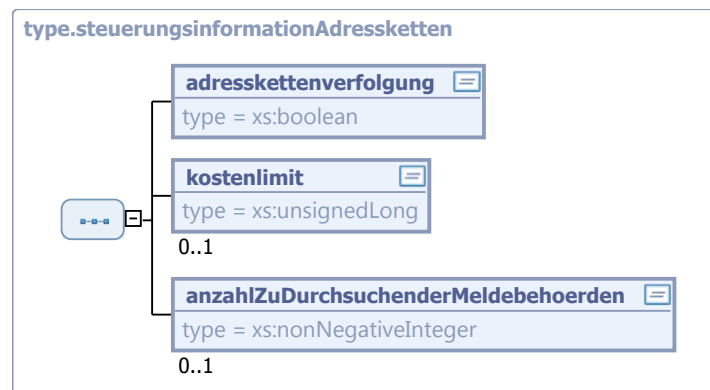 type.steuerungsinformationAdressketten
adresskettenverfolgung
type = xs:boolean
kostenlimit
type = xs:unsignedLong
0..1
anzahlZuDurchsuchenderMeldebehoerden
type = xs:nonNegativeInteger
0..1